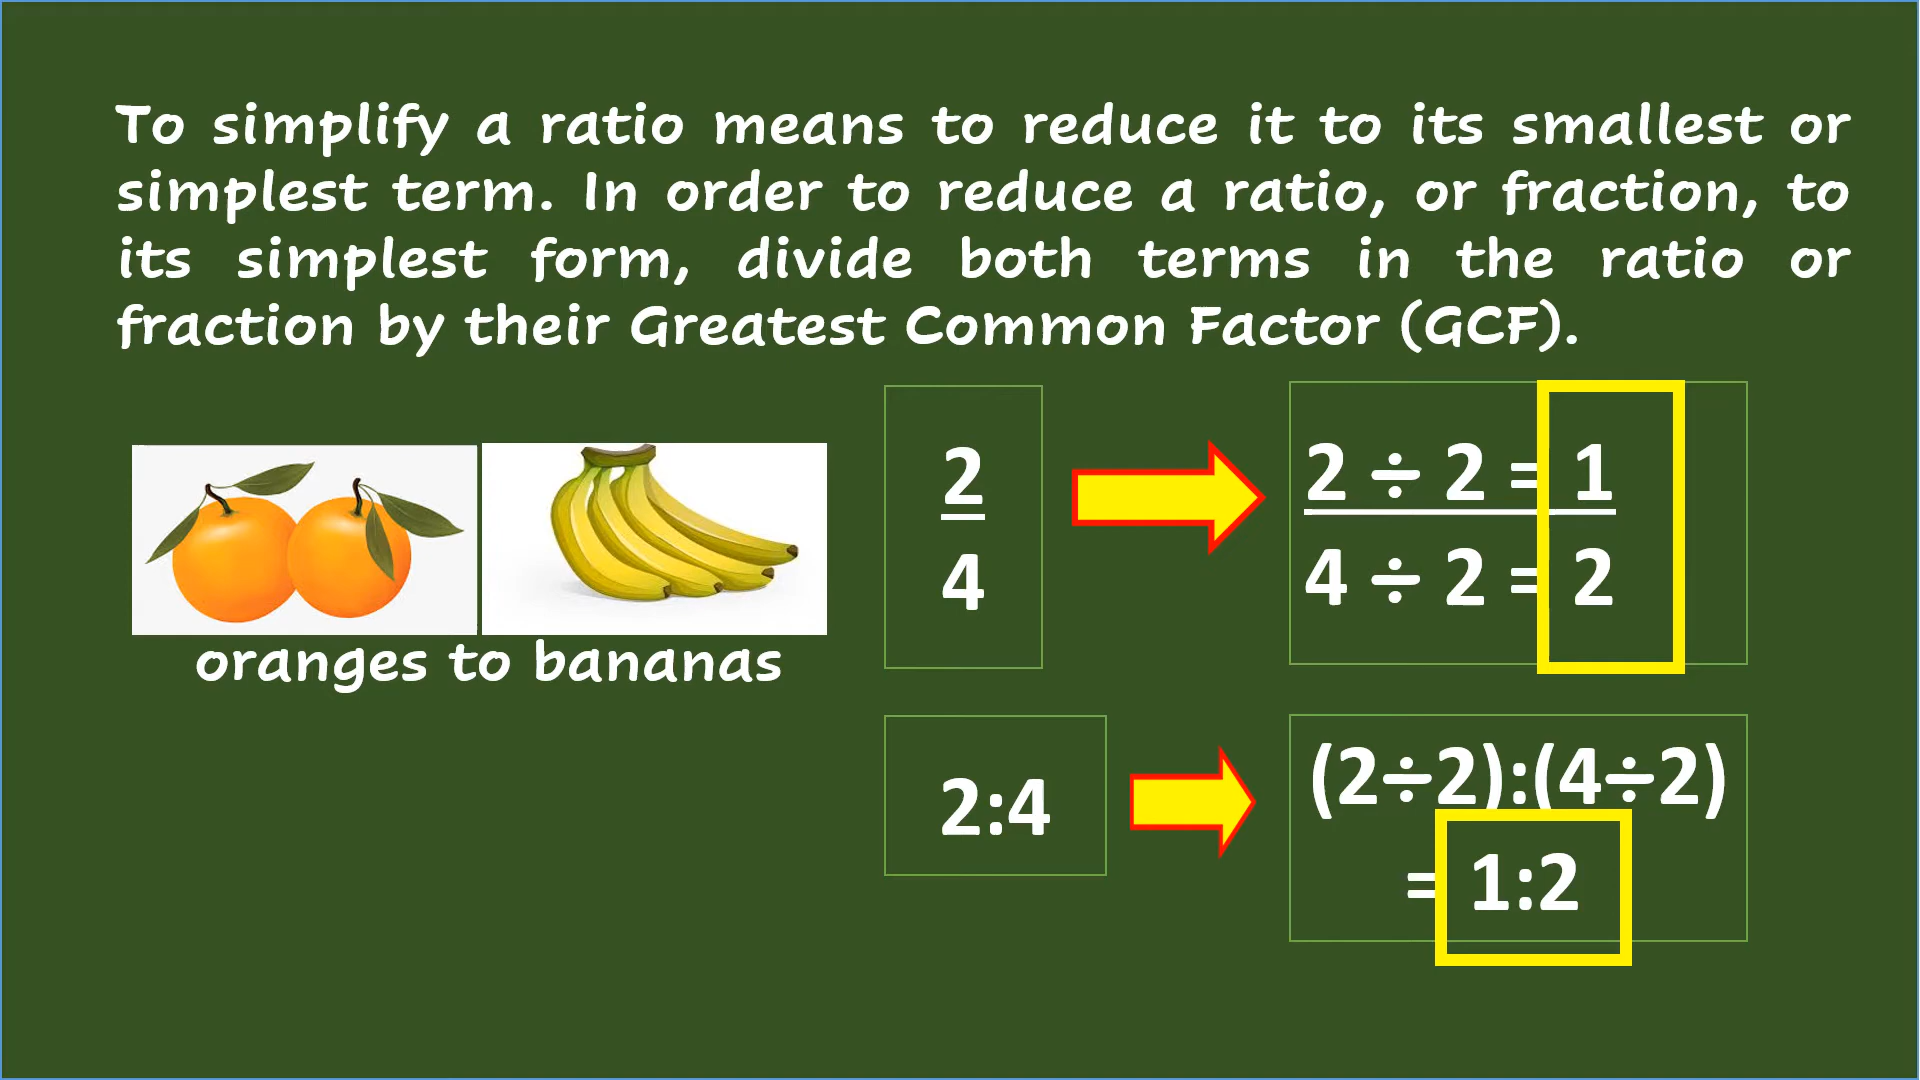 To simplify a ratio means to reduce it to its smallest or
simplest term. In order to reduce a ratio, or fraction, to
its simplest form, divide both terms in the ratio or
fraction by their Greatest Common Factor (GCF).
oranges to bananas
2
4
2 ÷ 2 = 1
4 ÷ 2 = 2
2:4
(2÷2):(4÷2)
= 1:2